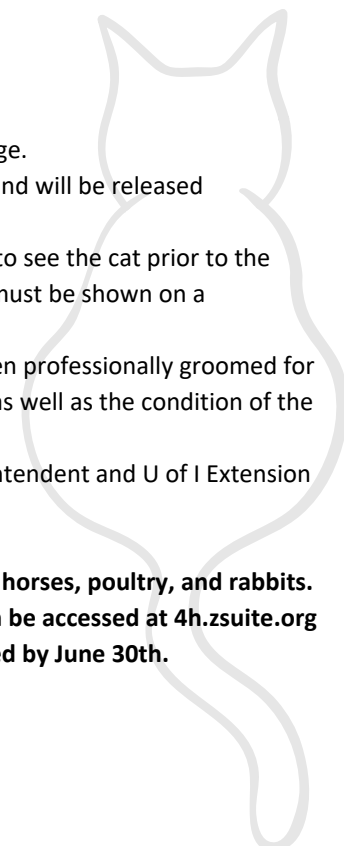 ge.
nd will be released
to see the cat prior to the
must be shown on a
en professionally groomed for
as well as the condition of the
ntendent and U of I Extension
horses, poultry, and rabbits.
be accessed at 4h.zsuite.org
ed by June 30th.